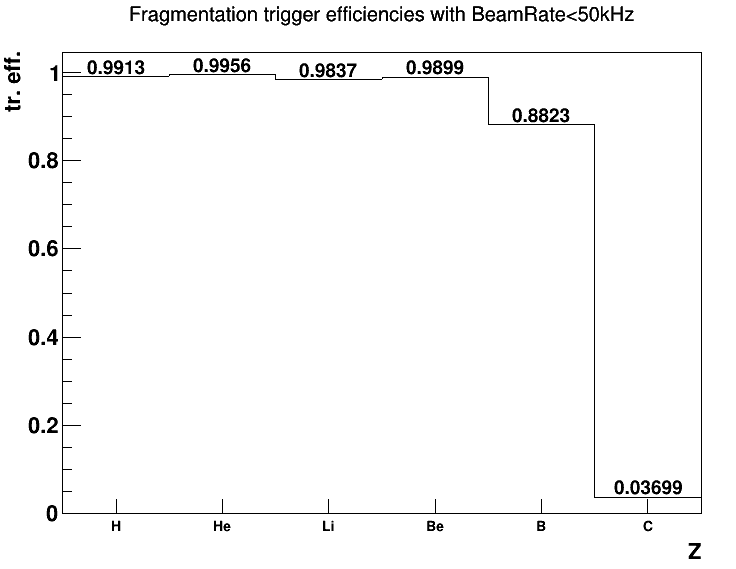 Fragmentation trigger efficiencies with BeamRate<50kHz
tr. eff.
1
0.8
0.6
0.4
0.2
0
0.9913
0.9956
0.9837
0.9899
0.8823
0.03699
H
He
Li
Be
B
C
Z